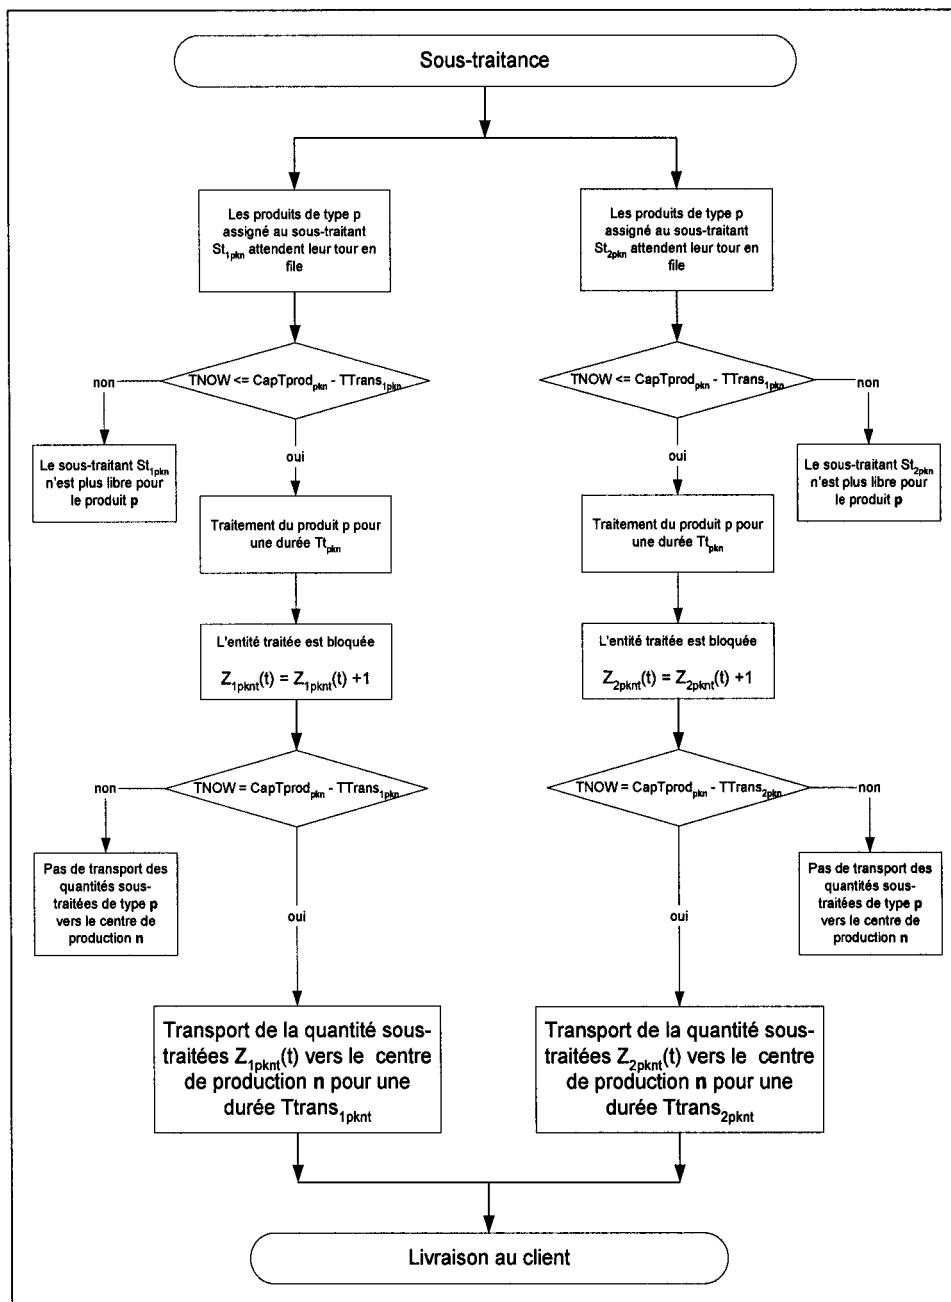 Sous-traitance
Les produits de type p
assigné au sous-traitant
St1pkn attendent leur tour en
file
Les produits de type p
assigné au sous-traitant
St2pkn attendent leur tour en
file
TNOW <= CapTprodpkn - TTrans1pkn
non
TNOW <= CapTprodpkn - TTrans1pkn
non
oui
oui
Le sous-traitant St1pkn
n'est plus libre pour
le produit p
Le sous-traitant St2pkn
n'est plus libre pour
le produit p
Traitement du produit p pour
une durée Ttpkn
Traitement du produit p pour
une durée Ttpkn
L'entité traitée est bloquée
Z1pknt(t) = Z1pknt(t) +1
L'entité traitée est bloquée
Z2pknt(t) = Z2pknt(t) +1
non
TNOW = CapTprodpkn - TTrans1pkn
TNOW = CapTprodpkn - TTrans2pkn
non
Pas de transport des
quantités sous-
traitées de type p
vers le centre de
production n
Pas de transport des
quantités sous-
traitées de type p
vers le centre de
production n
oui
oui
Transport de la quantité sous-
traitées Z1pknt(t) vers le centre
de production n pour une
durée Ttrans1pknt
Transport de la quantité sous-
traitées Z2pknt(t) vers le centre
de production n pour une
durée Ttrans2pknt
Livraison au client